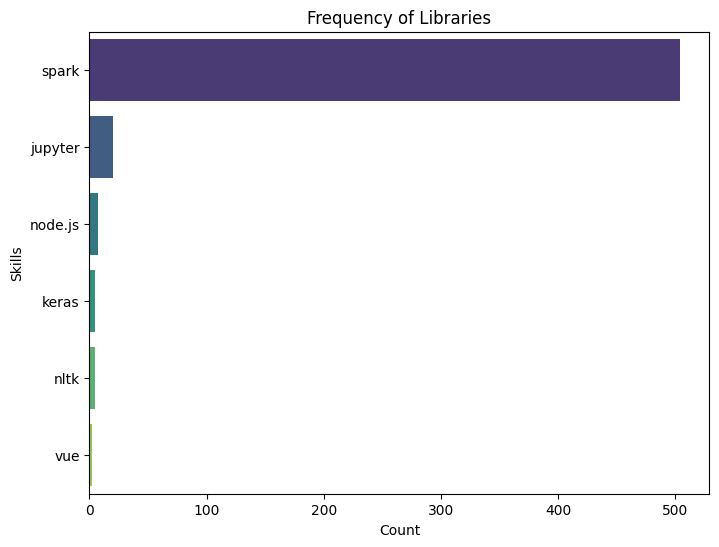 Frequency of Libraries
Skills
spark
jupyter
node.js
keras
nltk
vue
0 100 200 300 400 500
Count